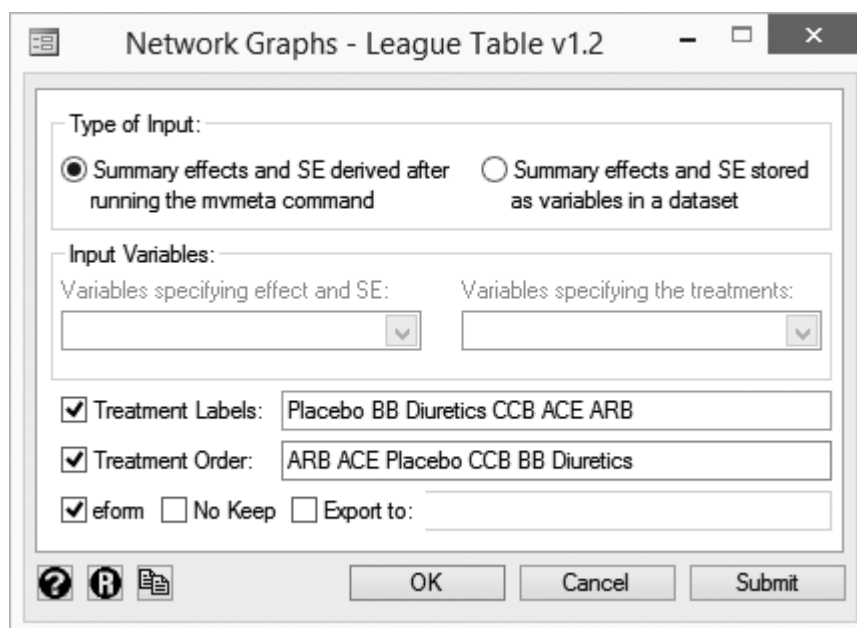 Network Graphs - League Table v1.2
Type of Input:
Summary effects and SE derived after
running the mvmeta command
Summary effects and SE stored
as variables in a dataset
Input Variables:
Variables specifying effect and SE:
Variables specifying the treatments:
Treatment Labels: Placebo BB Diuretics CCB ACE ARB
Treatment Order: ARB ACE Placebo CCB BB Diuretics
eform No Keep Export to:
? R OK Cancel Submit